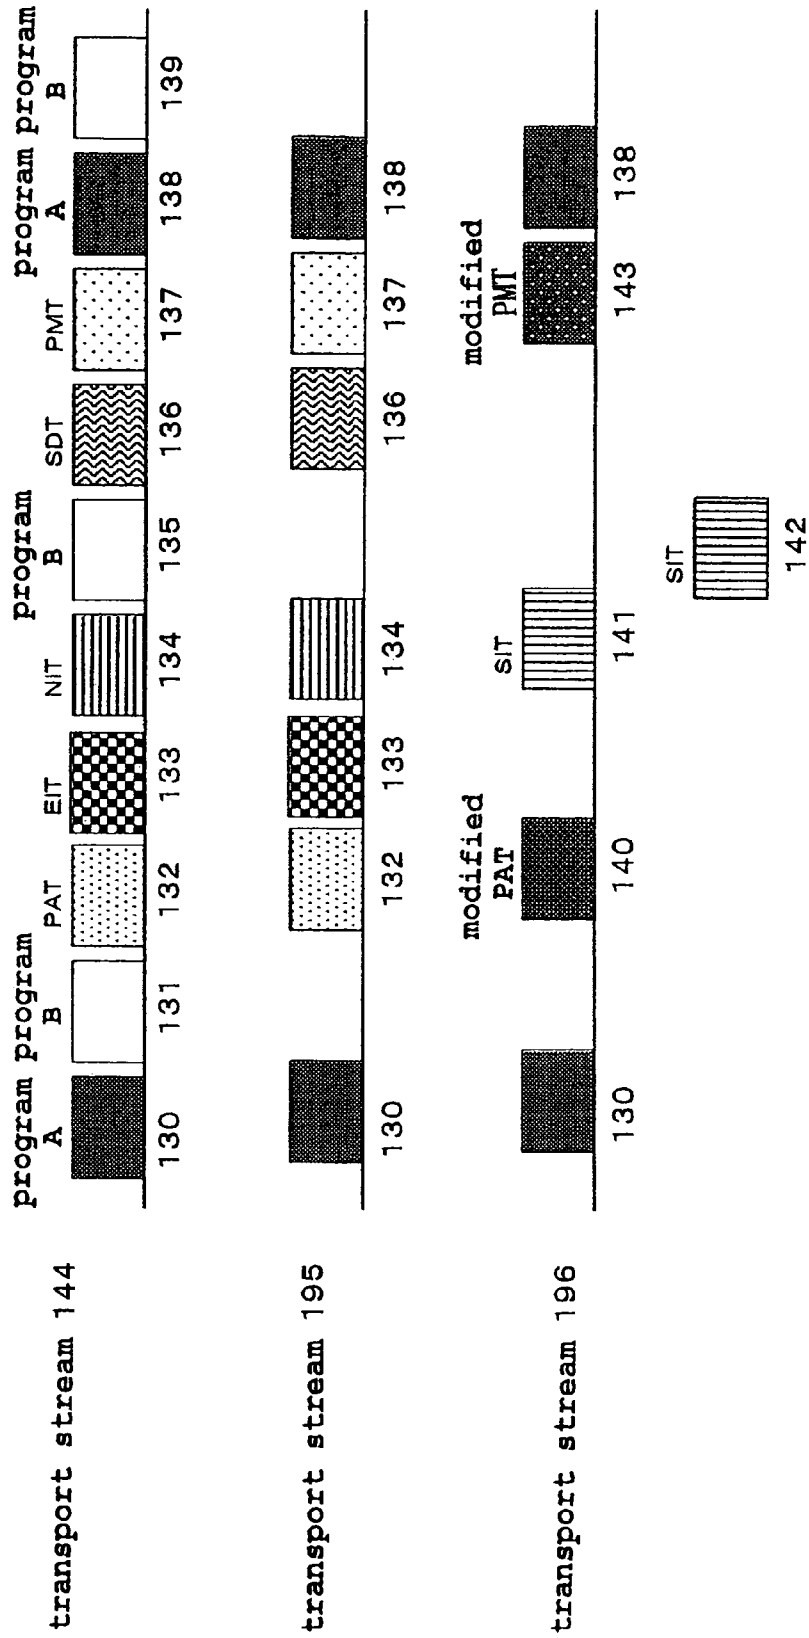 program program program program program
A B PAT EIT NIT B SDT PMT A B
130 131 132 133 134 135 136 137 138 139
transport stream 144
130 132 133 134 136 137 138
transport stream 195
modified PAT
SIT
modified PMT
130 140 141 143 138
transport stream 196
SIT
142